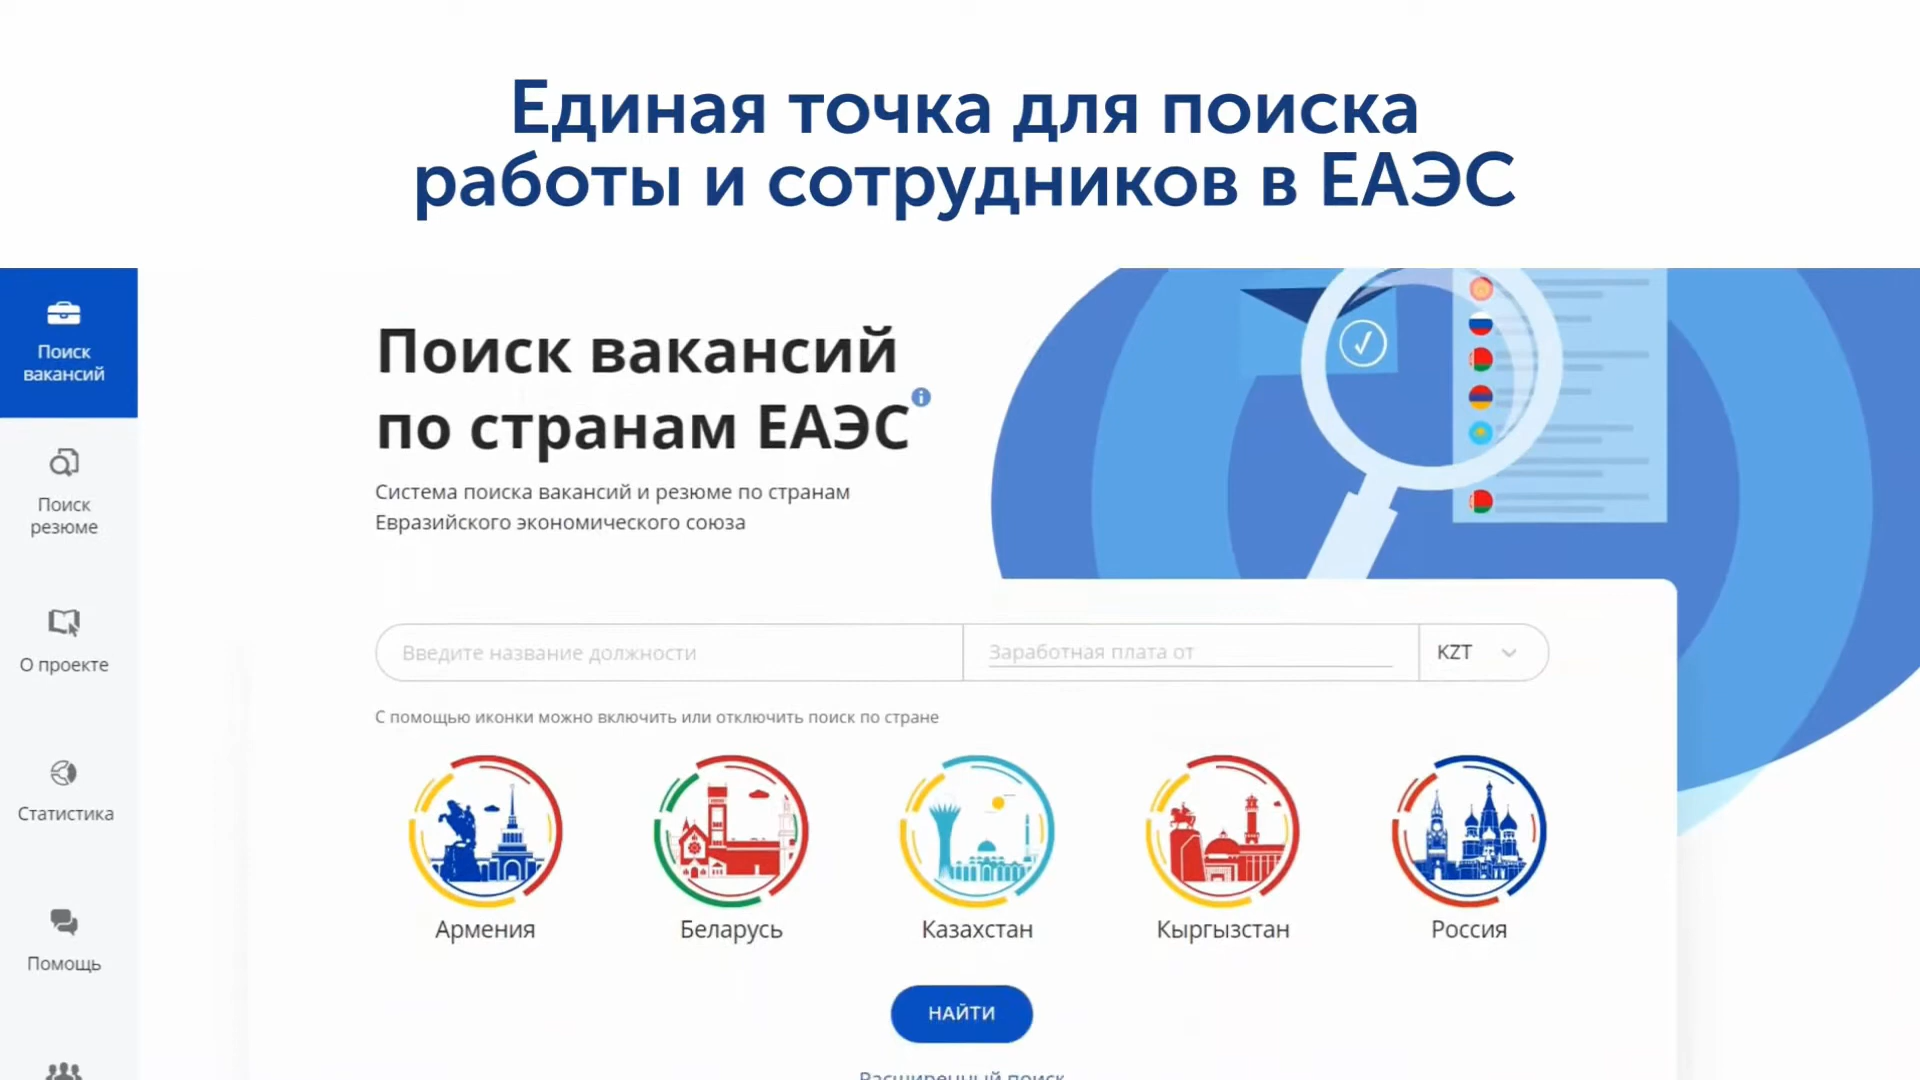 Единая точка для поиска
работы и сотрудников в ЕАЭС
Поиск
вакансий
Поиск
резюме
О проекте
Статистика
Помощь
Поиск вакансий
по странам ЕАЭС
Система поиска вакансий и резюме по странам
Евразийского экономического союза
Введите название должности
Заработная плата от
KZT
С помощью иконки можно включить или отключить поиск по стране
Армения
Беларусь
Казахстан
Кыргызстан
Россия
НАЙТИ
Расширенный поиск